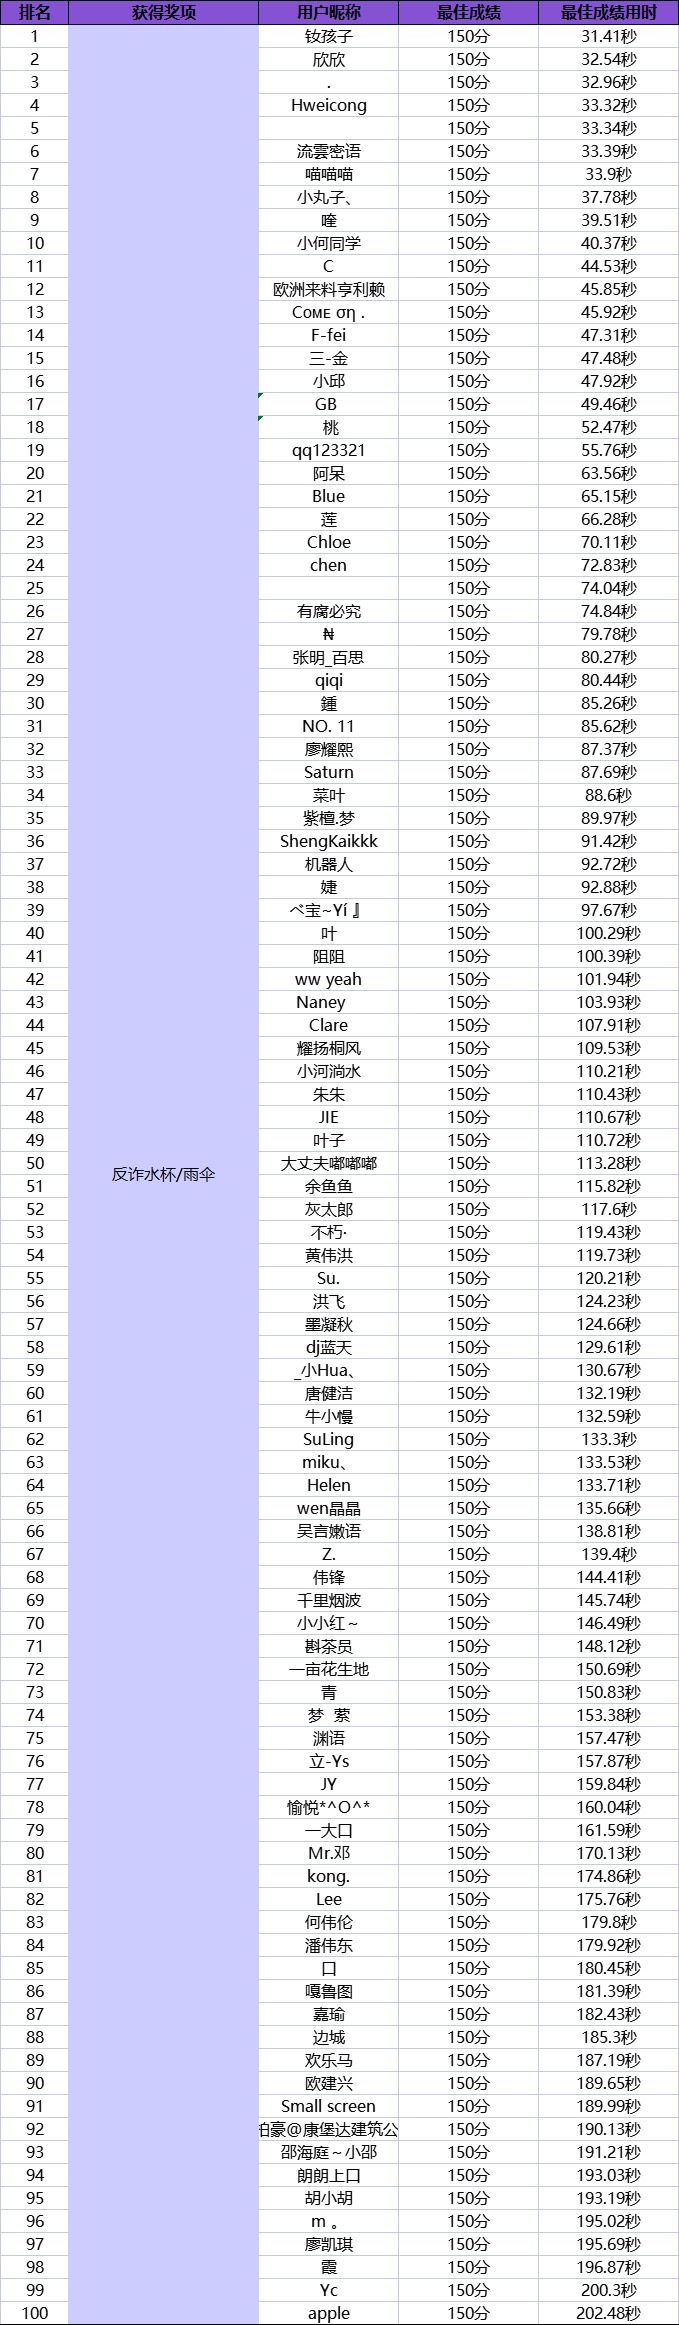 排名 获得奖项 用户昵称 最佳成绩 最佳成绩用时
1 钕孩子 150分 31.41秒
2 欣欣 150分 32.54秒
3 . 150分 32.96秒
4 Hweicong 150分 33.32秒
5 150分 33.34秒
6 流雲密语 150分 33.39秒
7 喵喵喵 150分 33.9秒
8 小丸子、 150分 37.78秒
9 喹 150分 39.51秒
10 小何同学 150分 40.37秒
11 C 150分 44.53秒
12 欧洲来料亨利赖 150分 45.85秒
13 Cᴏᴍᴇ ση . 150分 45.92秒
14 F-fei 150分 47.31秒
15 三-金 150分 47.48秒
16 小邱 150分 47.92秒
17 GB 150分 49.46秒
18 桃 150分 52.47秒
19 qq123321 150分 55.76秒
20 阿呆 150分 63.56秒
21 Blue 150分 65.15秒
22 莲 150分 66.28秒
23 Chloe 150分 70.11秒
24 chen 150分 72.83秒
25 150分 74.04秒
26 有腐必究 150分 74.84秒
27 ₦ 150分 79.78秒
28 张明_百思 150分 80.27秒
29 qiqi 150分 80.44秒
30 鍾 150分 85.26秒
31 NO. 11 150分 85.62秒
32 廖耀熙 150分 87.37秒
33 Saturn 150分 87.69秒
34 菜叶 150分 88.6秒
35 紫檀.梦 150分 89.97秒
36 ShengKaikkk 150分 91.42秒
37 机器人 150分 92.72秒
38 婕 150分 92.88秒
39 ベ宝~Yí 』 150分 97.67秒
40 叶 150分 100.29秒
41 阻阻 150分 100.39秒
42 ww yeah 150分 101.94秒
43 Naney 150分 103.93秒
44 Clare 150分 107.91秒
45 耀扬桐风 150分 109.53秒
46 小河淌水 150分 110.21秒
47 朱朱 150分 110.43秒
48 JIE 150分 110.67秒
49 叶子 150分 110.72秒
50 大丈夫嘟嘟嘟 150分 113.28秒
反诈水杯/雨伞
51 余鱼鱼 150分 115.82秒
52 灰太郎 150分 117.6秒
53 不朽· 150分 119.43秒
54 黄伟洪 150分 119.73秒
55 Su. 150分 120.21秒
56 洪飞 150分 124.23秒
57 墨凝秋 150分 124.66秒
58 dj蓝天 150分 129.61秒
59 _小Hua、 150分 130.67秒
60 唐健洁 150分 132.19秒
61 牛小慢 150分 132.59秒
62 SuLing 150分 133.3秒
63 miku、 150分 133.53秒
64 Helen 150分 133.71秒
65 wen晶晶 150分 135.66秒
66 吴言嫩语 150分 138.81秒
67 Z. 150分 139.4秒
68 伟锋 150分 144.41秒
69 千里烟波 150分 145.74秒
70 小小红～ 150分 146.49秒
71 斟茶员 150分 148.12秒
72 一亩花生地 150分 150.69秒
73 青 150分 150.83秒
74 梦 萦 150分 153.38秒
75 渊语 150分 157.47秒
76 立-Ys 150分 157.87秒
77 JY 150分 159.84秒
78 愉悦*^O^* 150分 160.04秒
79 一大口 150分 161.59秒
80 Mr.邓 150分 170.13秒
81 kong. 150分 174.86秒
82 Lee 150分 175.76秒
83 何伟伦 150分 179.8秒
84 潘伟东 150分 179.92秒
85 口 150分 180.45秒
86 嘎鲁图 150分 181.39秒
87 嘉瑜 150分 182.43秒
88 边城 150分 185.3秒
89 欢乐马 150分 187.19秒
90 欧建兴 150分 189.65秒
91 Small screen 150分 189.99秒
92 豪@康堡达建筑公 150分 190.13秒
93 邵海庭～小邵 150分 191.21秒
94 朗朗上口 150分 193.03秒
95 胡小胡 150分 193.19秒
96 m 。 150分 195.02秒
97 廖凯琪 150分 195.69秒
98 霞 150分 196.87秒
99 Yc 150分 200.3秒
100 apple 150分 202.48秒